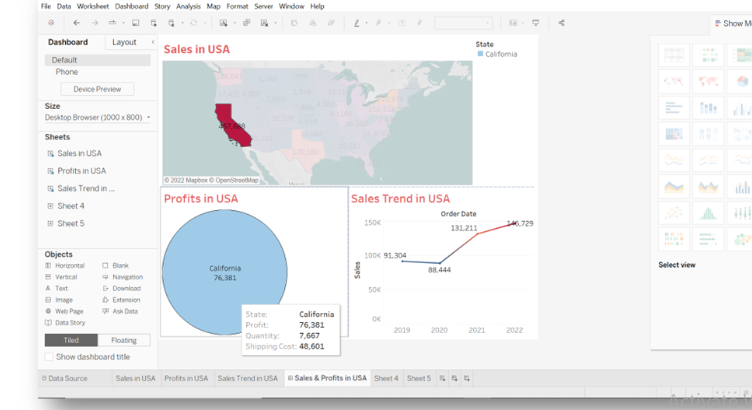 File Data Worksheet Dashboard Story Analysis Map Format Server Window Help
Show Me
Dashboard Layout
Default
Phone
Device Preview
Size
Desktop Browser (1000 x 800)
Sheets
Sales in USA
Profits in USA
Sales Trend in ...
Sheet 4
Sheet 5
Objects
Horizontal Blank
Vertical Navigation
A Text Download
Image Extension
Web Page Ask Data
Data Story
Tiled Floating
Show dashboard title
Sales in USA
© 2022 Mapbox © OpenStreetMap
State
California
Profits in USA
California
76,381
State: California
Profit: 76,381
Quantity: 7,667
Shipping Cost: 48,601
Sales Trend in USA
Order Date
150K
100K
50K
0K
Sales
91,304
88,444
131,211
146,729
2019 2020 2021 2022
Select view
Data Source Sales in USA Profits in USA Sales Trend in USA Sales & Profits in USA Sheet 4 Sheet 5